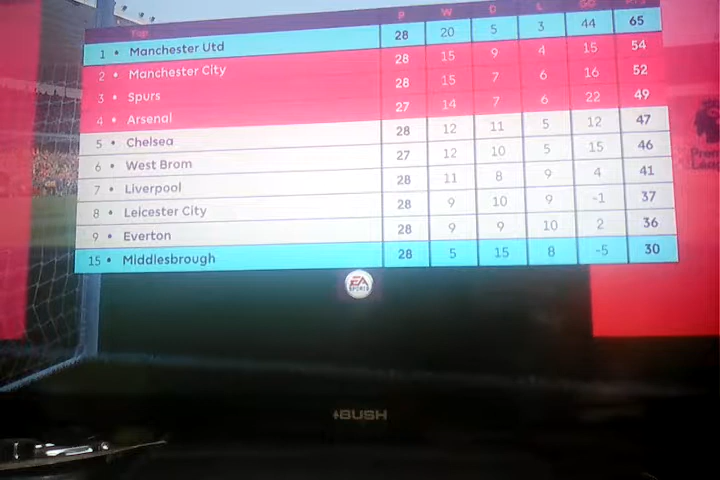 Top P W D L GD PTS
1 • Manchester Utd 28 20 5 3 44 65
2 • Manchester City 28 15 9 4 15 54
3 • Spurs 28 15 7 6 16 52
4 • Arsenal 27 14 7 6 22 49
5 • Chelsea 28 12 11 5 12 47
6 • West Brom 27 12 10 5 15 46
7 • Liverpool 28 11 8 9 4 41
8 • Leicester City 28 9 10 9 -1 37
9 • Everton 28 9 9 10 2 36
15 • Middlesbrough 28 5 15 8 -5 30
EA
SPORTS
BUSH